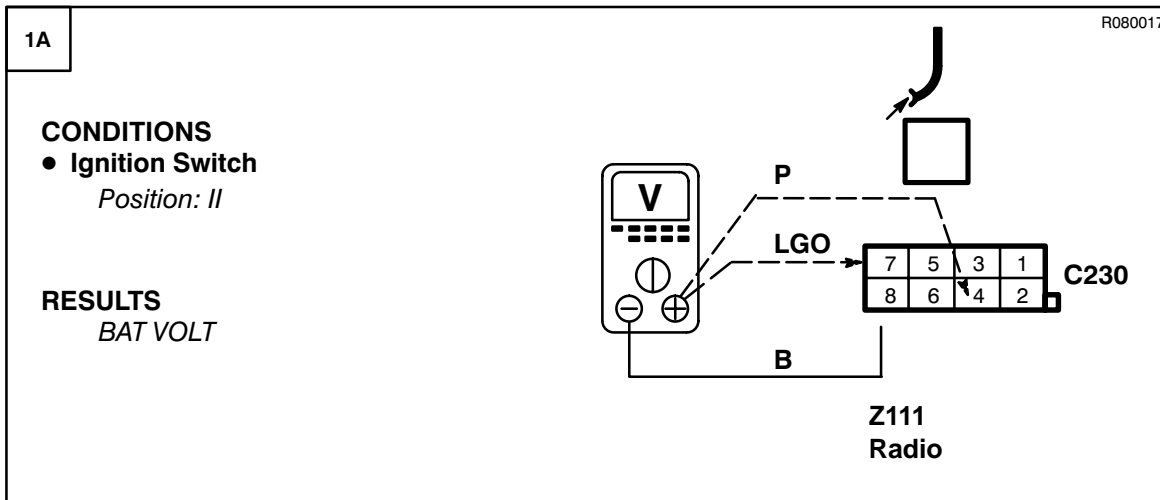 1A
R080017
CONDITIONS
● Ignition Switch
Position: II
RESULTS
BAT VOLT
V
P
LGO
7 5 3 1
8 6 4 2
C230
B
Z111
Radio